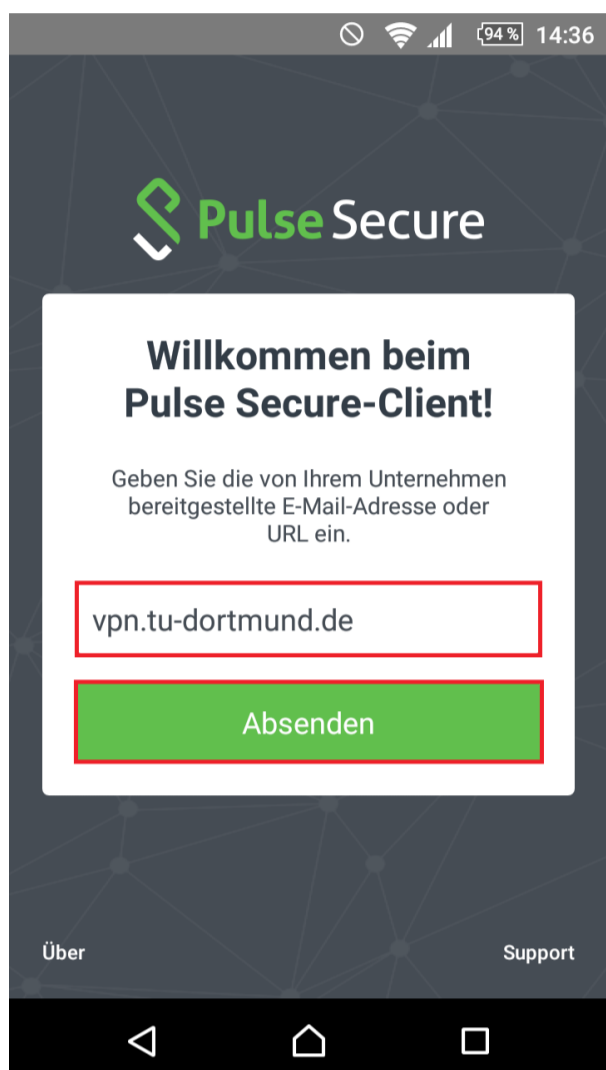 94 % 14:36
Pulse Secure
Willkommen beim
Pulse Secure-Client!
Geben Sie die von Ihrem Unternehmen
bereitgestellte E-Mail-Adresse oder
URL ein.
vpn.tu-dortmund.de
Absenden
Über Support